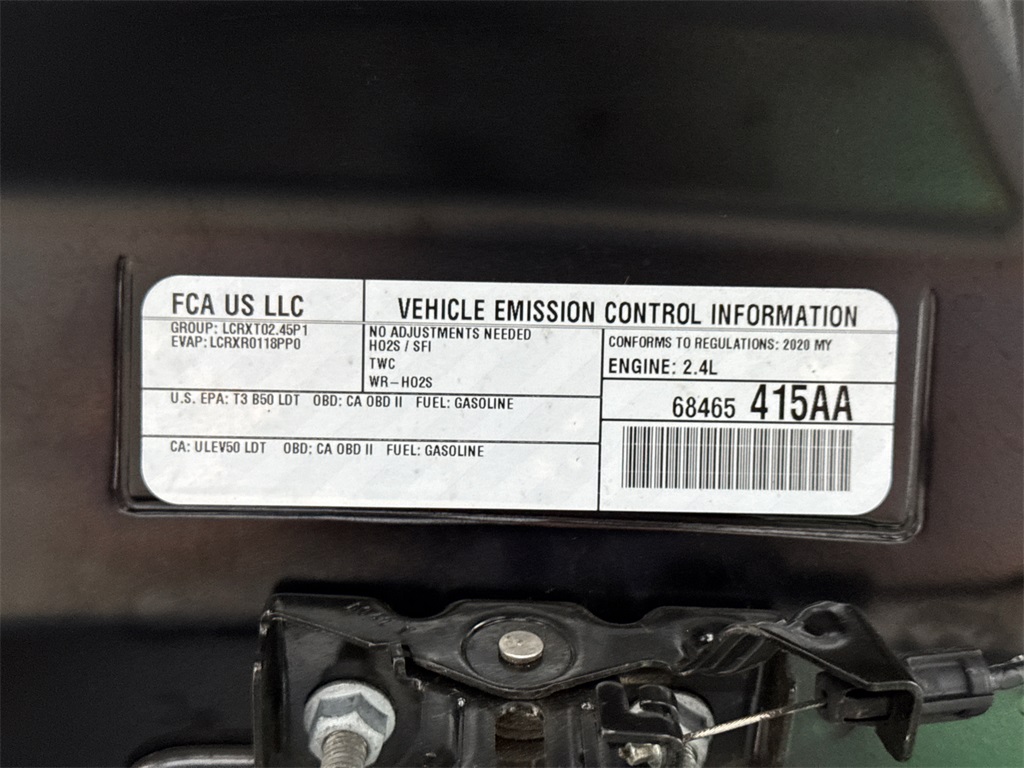 FCA US LLC
GROUP: LCRXT02.45P1
EVAP: LCRXR0118PP0
VEHICLE EMISSION CONTROL INFORMATION
NO ADJUSTMENTS NEEDED
HO2S / SFI
TWC
WR-HO2S
CONFORMS TO REGULATIONS: 2020 MY
ENGINE: 2.4L
U.S. EPA: T3 B50 LDT OBD: CA OBD II FUEL: GASOLINE
68465 415AA
CA: ULEV50 LDT OBD: CA OBD II FUEL: GASOLINE